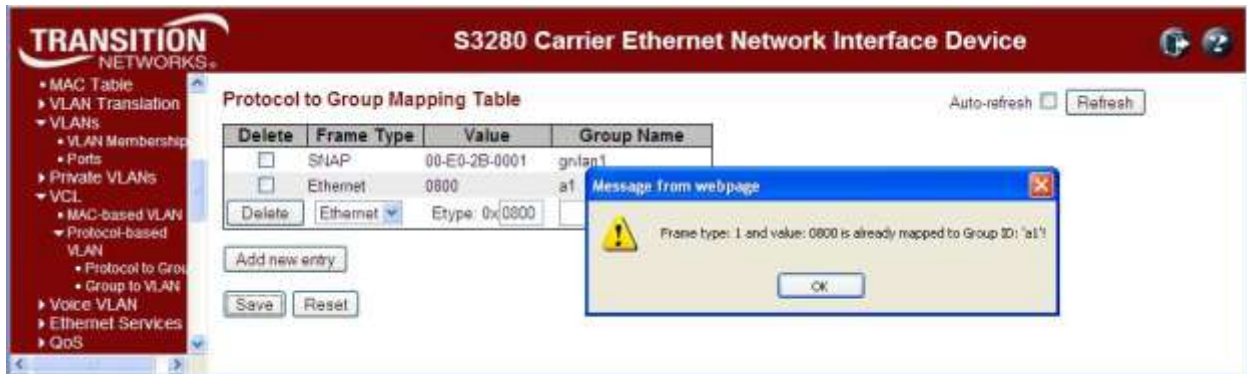 TRANSITION
NETWORKS®
S3280 Carrier Ethernet Network Interface Device
MAC Table
VLAN Translation
VLANs
VLAN Membership
Ports
Private VLANs
VCL
MAC-based VLAN
Protocol-based
VLAN
Protocol to Grou
Group to VLAN
Voice VLAN
Ethernet Services
QoS
Protocol to Group Mapping Table
Auto-refresh Refresh
Delete Frame Type Value Group Name
SNAP 00-E0-2B-0001 grvlan1
Ethernet 0800 a1
Delete Ethernet Etype: 0x 0800
Add new entry
Save Reset
Message from webpage
Frame type: 1 and value: 0800 is already mapped to Group ID: 'a1'!
OK